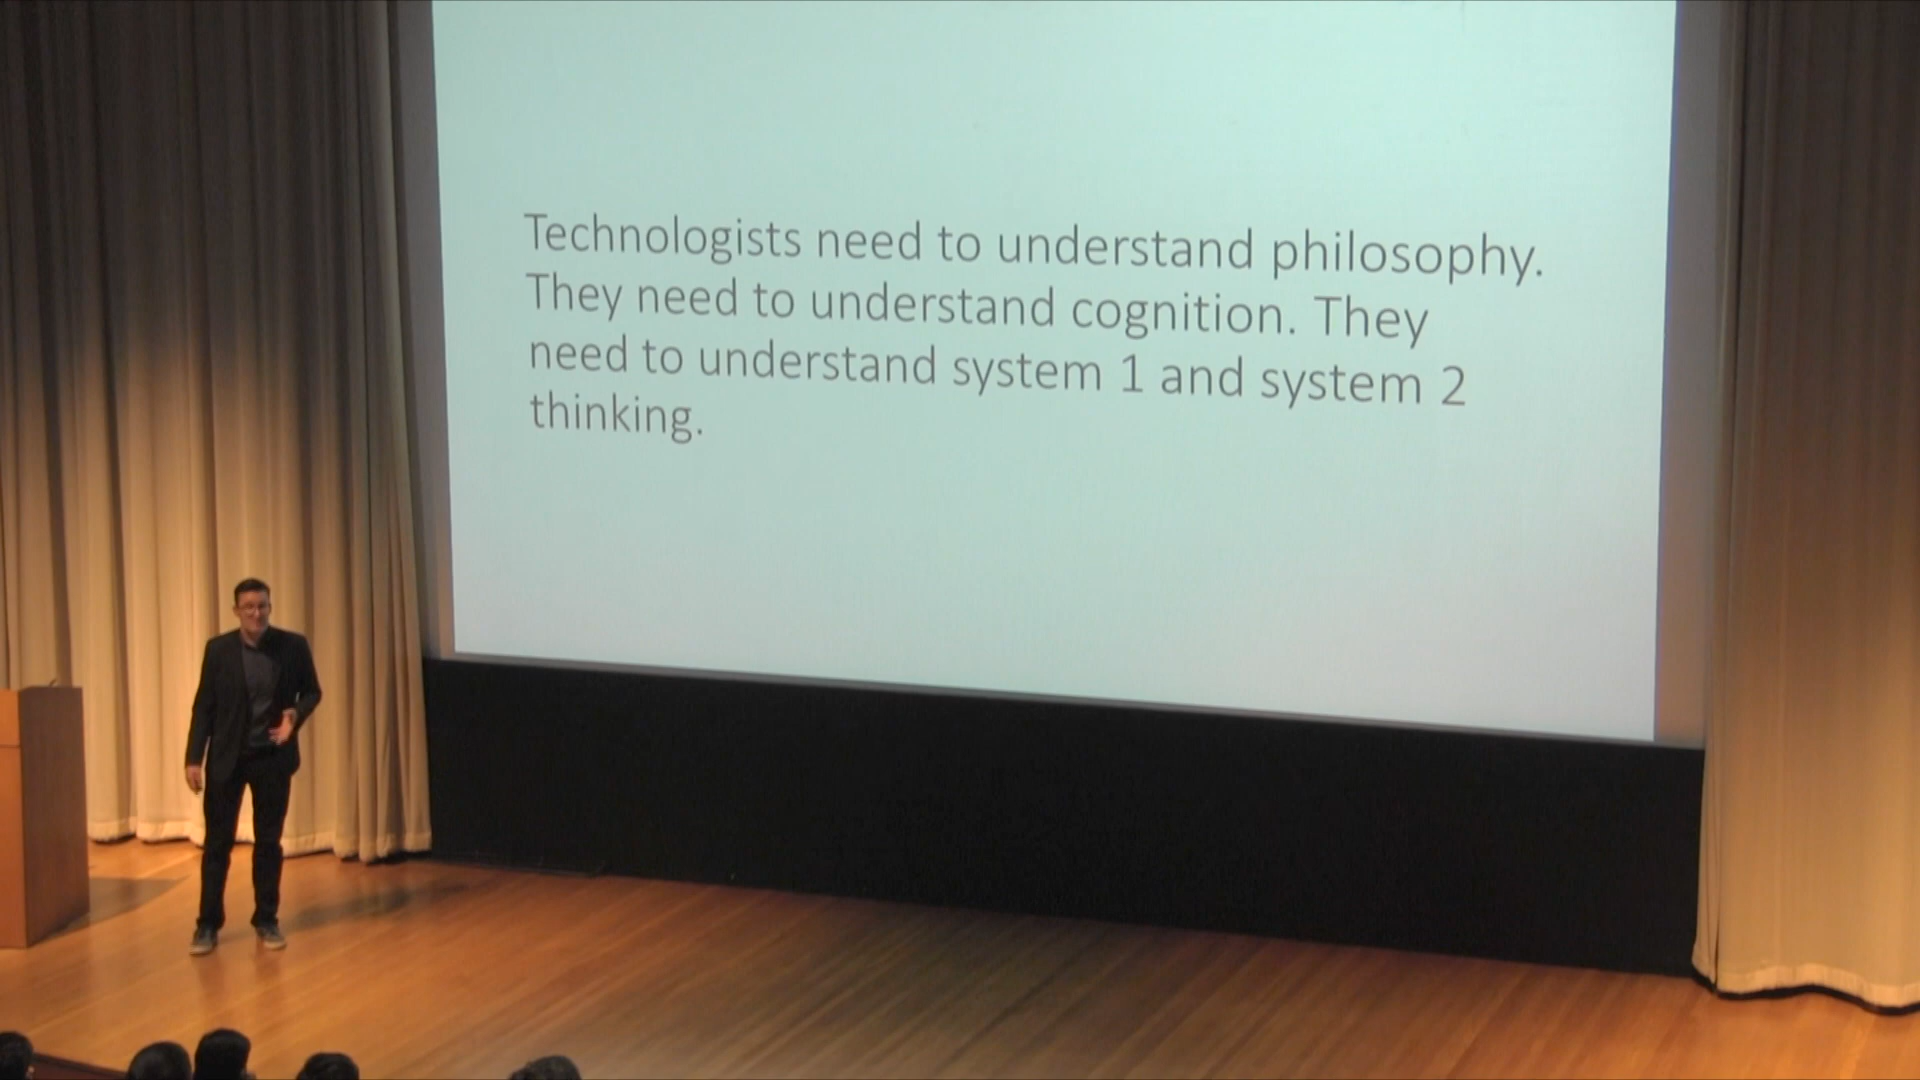 Technologists need to understand philosophy.
They need to understand cognition. They
need to understand system 1 and system 2
thinking.